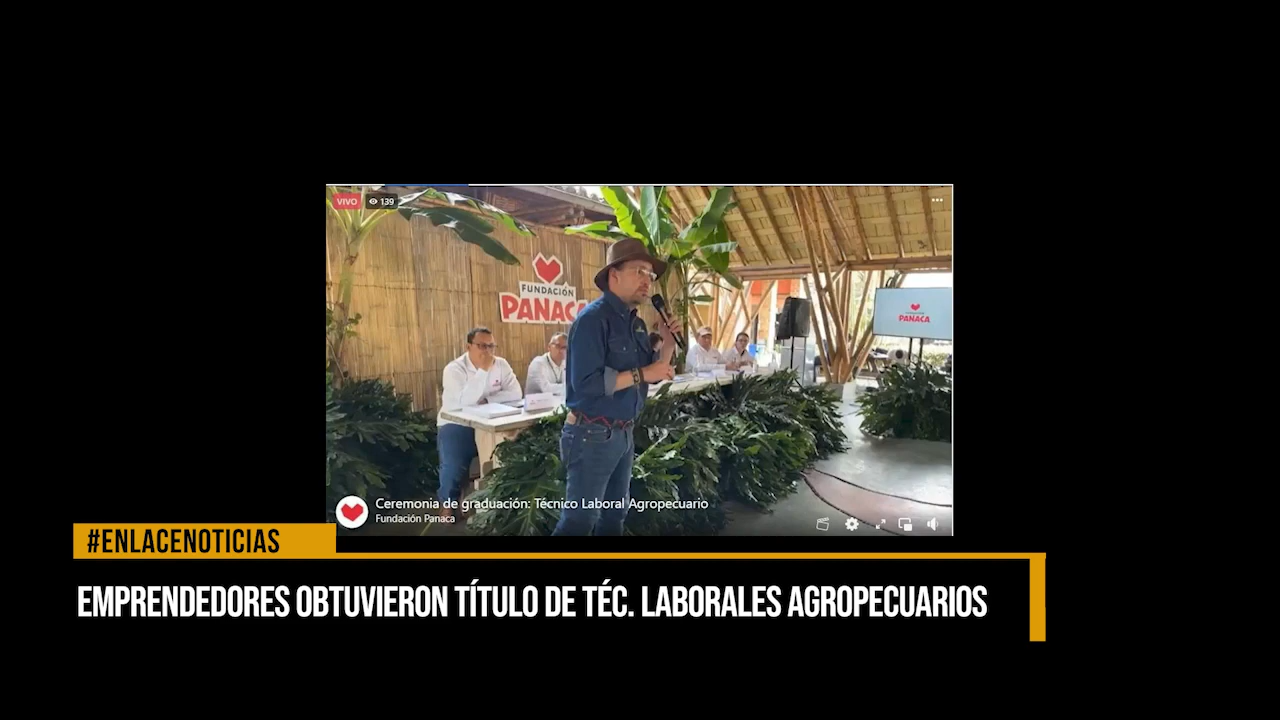 VIVO
139
FUNDACIÓN
PANACA
FUNDACIÓN
PANACA
Ceremonia de graduación: Técnico Laboral Agropecuario
Fundación Panaca
#ENLACENOTICIAS
EMPRENDEDORES OBTUVIERON TÍTULO DE TÉC. LABORALES AGROPECUARIOS